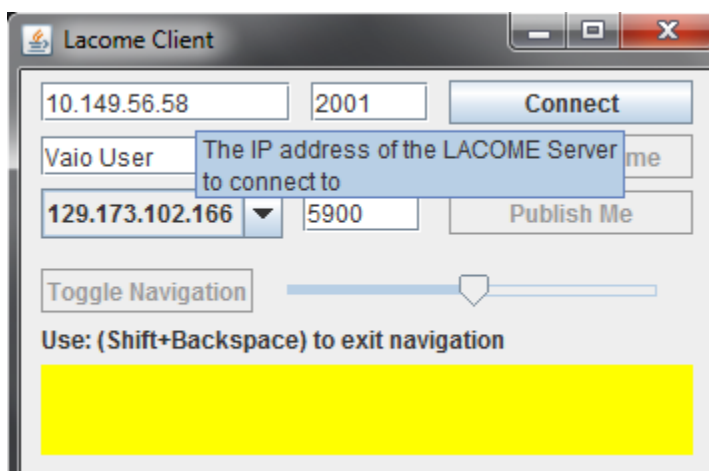 Lacome Client
10.149.56.58 2001 Connect
Vaio User The IP address of the LACOME Server me
to connect to
129.173.102.166 5900 Publish Me
Toggle Navigation
Use: (Shift+Backspace) to exit navigation